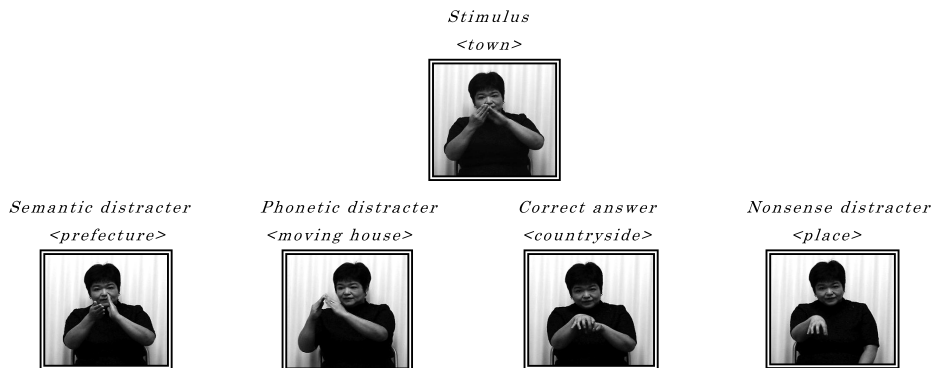 Stimulus
<town>
Semantic distracter
<prefecture>
Phonetic distracter
<moving house>
Correct answer
<countryside>
Nonsense distracter
<place>